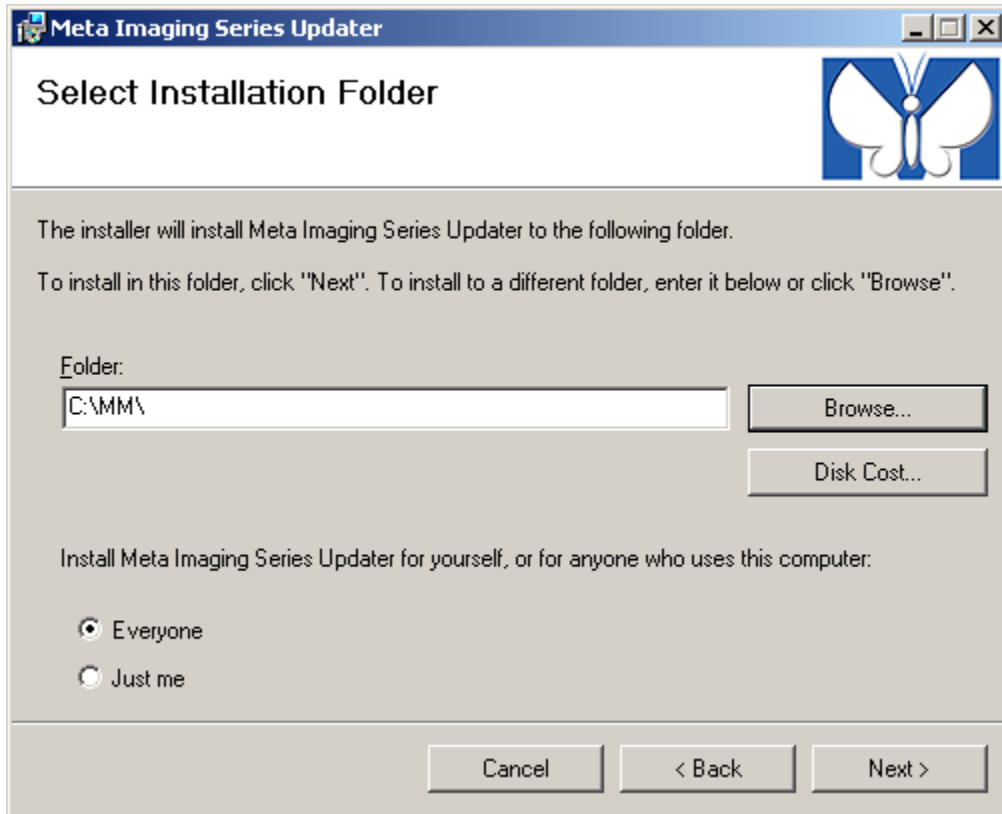 Meta Imaging Series Updater
Select Installation Folder
The installer will install Meta Imaging Series Updater to the following folder.
To install in this folder, click "Next". To install to a different folder, enter it below or click "Browse".
Folder:
C:\MM\
Browse...
Disk Cost...
Install Meta Imaging Series Updater for yourself, or for anyone who uses this computer:
Everyone
Just me
Cancel
< Back
Next >